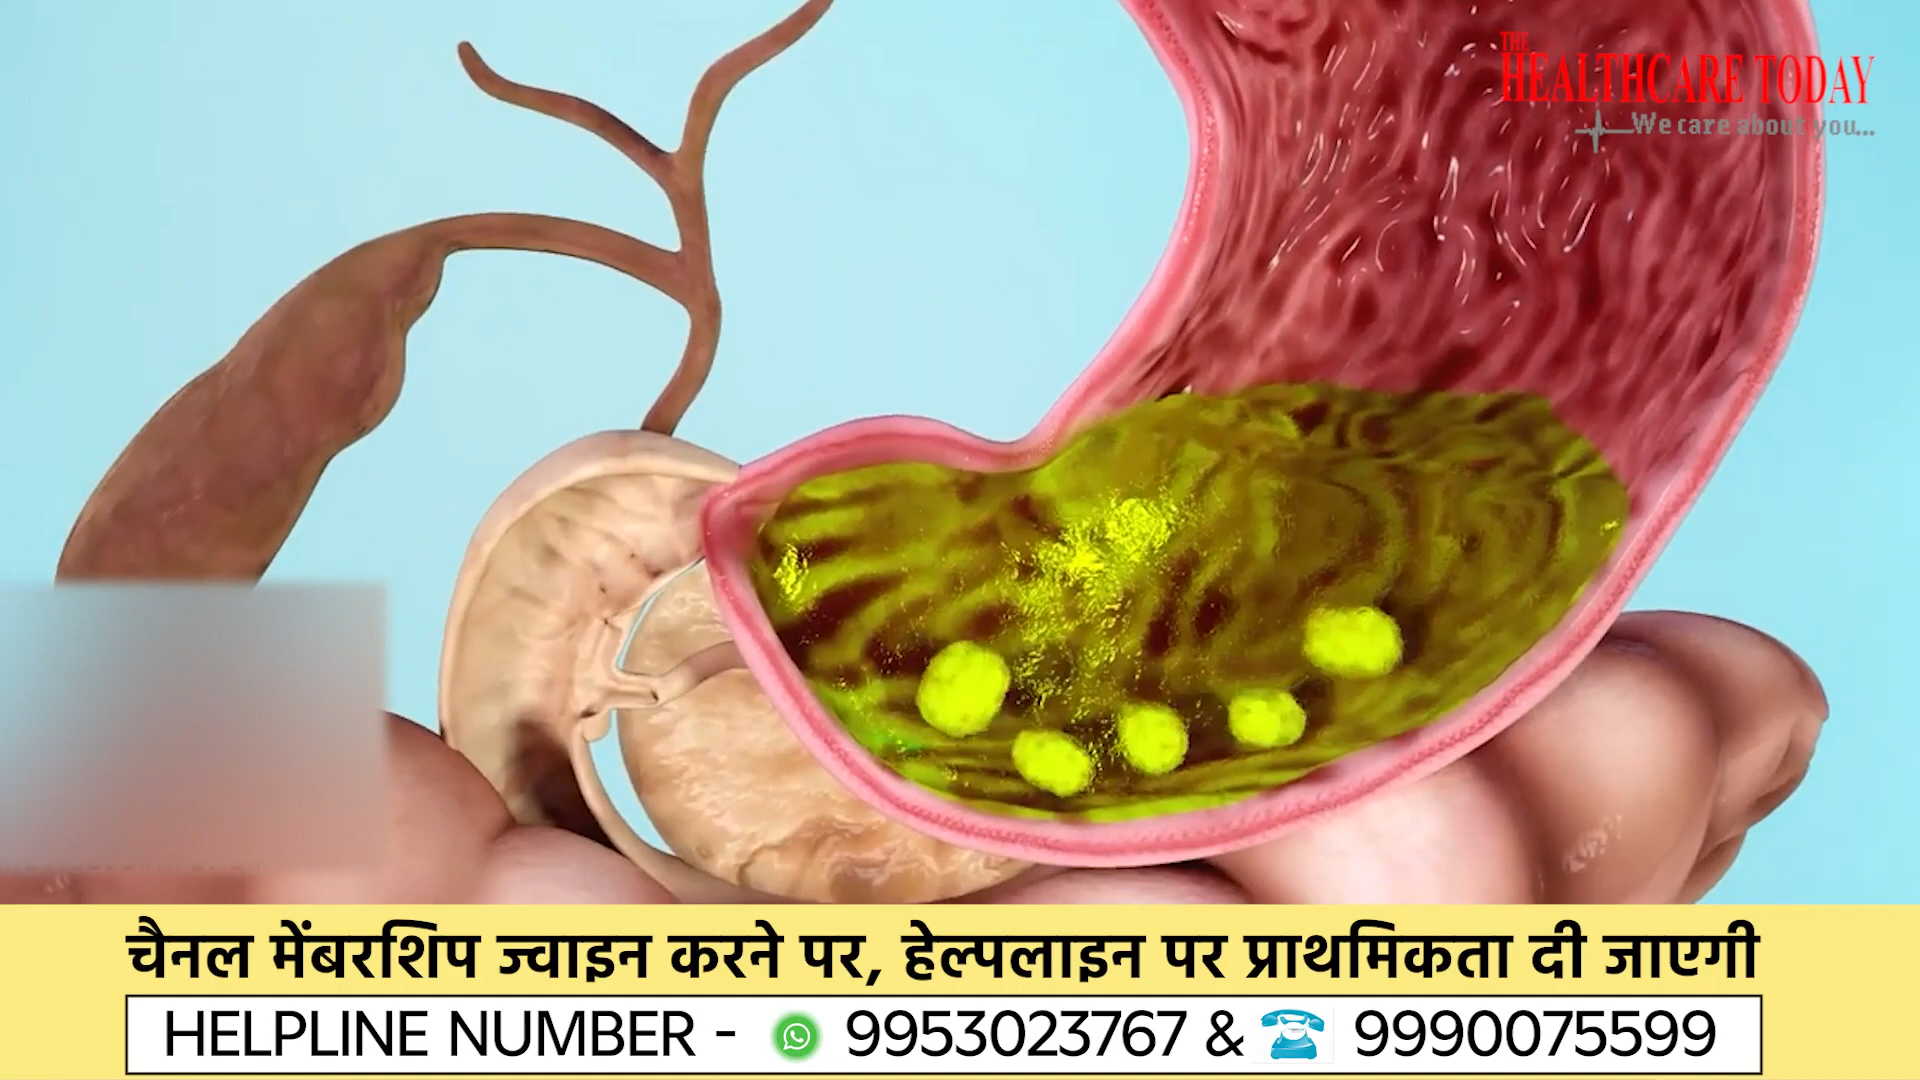 THE
HEALTHCARE TODAY
We care about you...
चैनल मेंबरशिप ज्वाइन करने पर, हेल्पलाइन पर प्राथमिकता दी जाएगी
HELPLINE NUMBER - 9953023767 & 9990075599